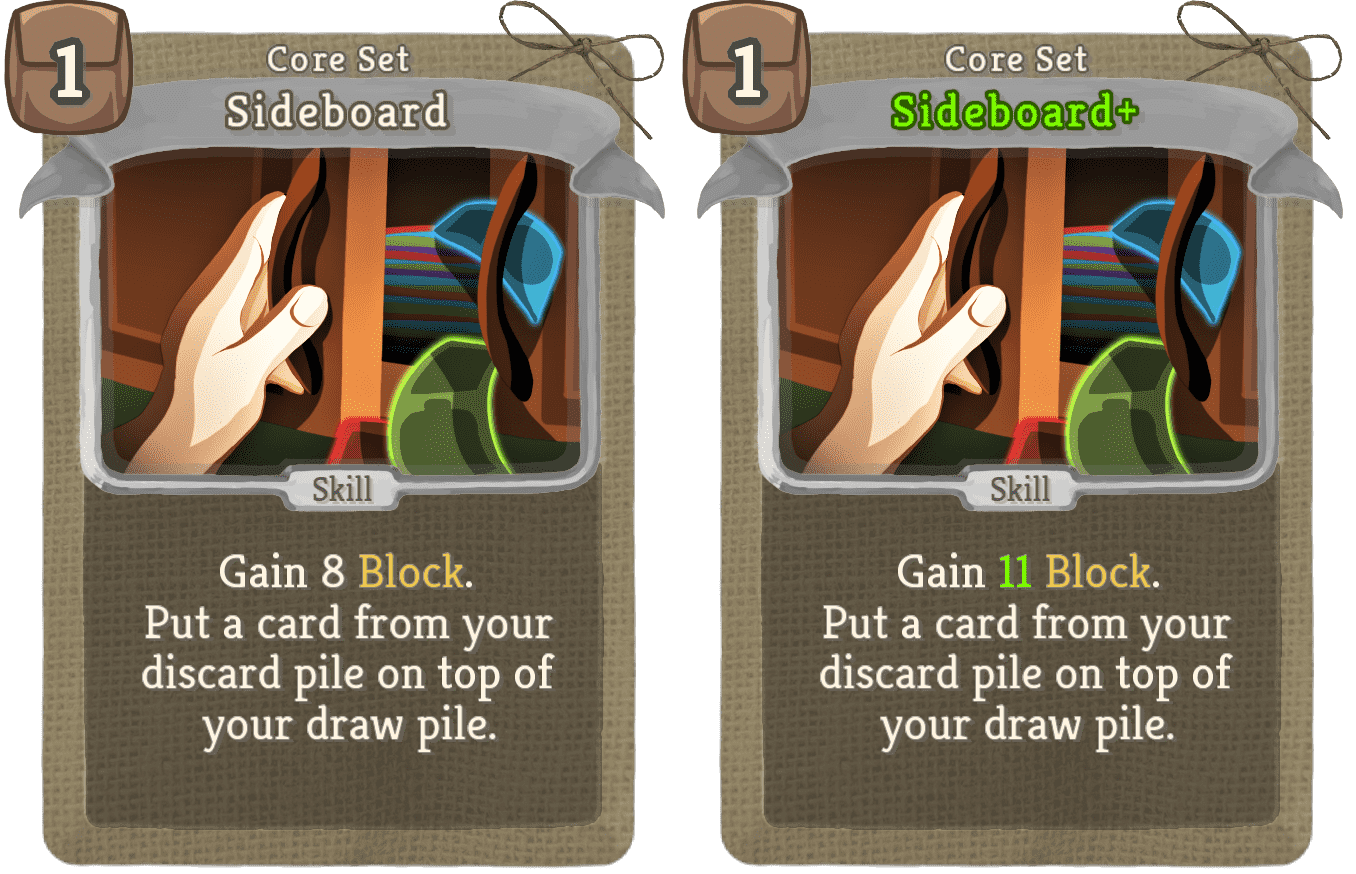 1
Core Set
Sideboard
Skill
Gain 8 Block.
Put a card from your
discard pile on top of
your draw pile.
1
Core Set
Sideboard+
Skill
Gain 11 Block.
Put a card from your
discard pile on top of
your draw pile.